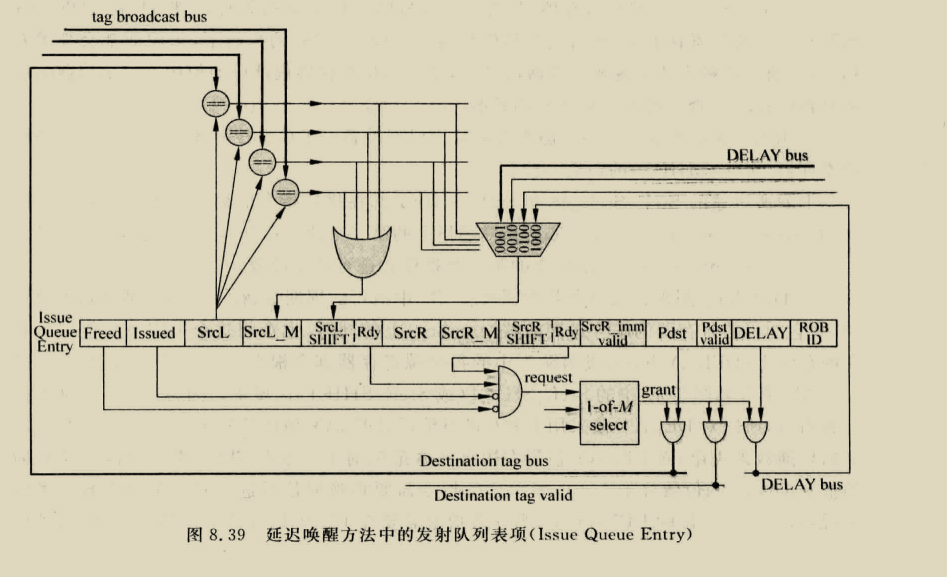 tag broadcast bus
==
==
==
==
DELAY bus
0001
0010
0100
1000
Issue
Queue
Entry
Freed
Issued
SrcL
SrcL_M
SrcL
SHIFT
Rdy
SrcR
SrcR_M
SrcR
SHIFT
Rdy
SrcR_imm
valid
Pdst
Pdst
valid
DELAY
ROB
ID
request
grant
1-of-M
select
Destination tag bus
Destination tag valid
DELAY bus
图 8.39 延迟唤醒方法中的发射队列表项(Issue Queue Entry)